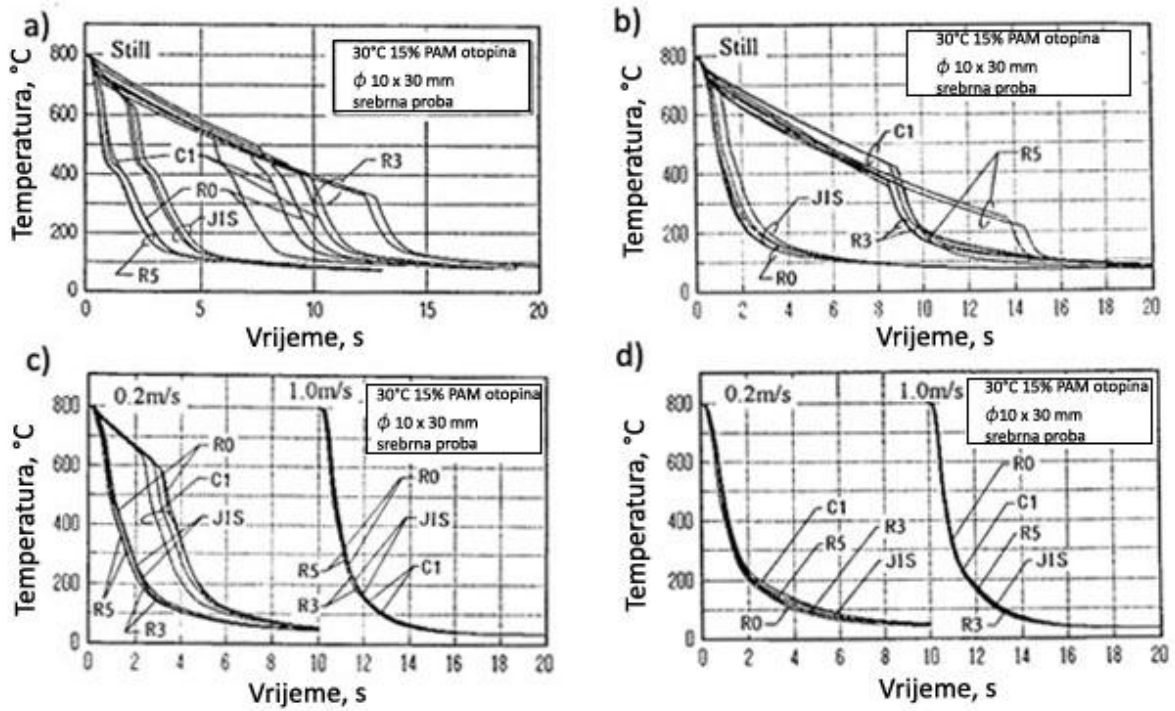 a)
Temperatura, °C
800
600
400
200
0
Still
30°C 15% PAM otopina
ϕ 10 x 30 mm
srebrna proba
C1
R3
R0
JIS
R5
0 5 10 15 20
Vrijeme, s
b)
Temperatura, °C
800
600
400
200
0
Still
30°C 15% PAM otopina
ϕ 10 x 30 mm
srebrna proba
C1
R5
JIS
R3
R0
0 2 4 6 8 10 12 14 16 18 20
Vrijeme, s
c)
Temperatura, °C
800
600
400
200
0
0.2m/s
1.0m/s
30°C 15% PAM otopina
ϕ 10 x 30 mm
srebrna proba
R0
C1
JIS
R5
R3
R0
JIS
R5
C1
R3
0 2 4 6 8 10 12 14 16 18 20
Vrijeme, s
d)
Temperatura, °C
800
600
400
200
0
0.2m/s
1.0m/s
30°C 15% PAM otopina
ϕ10 x 30 mm
srebrna proba
R0
C1
C1
R3
R5
R5
JIS
JIS
R0
R3
0 2 4 6 8 10 12 14 16 18 20
Vrijeme, s